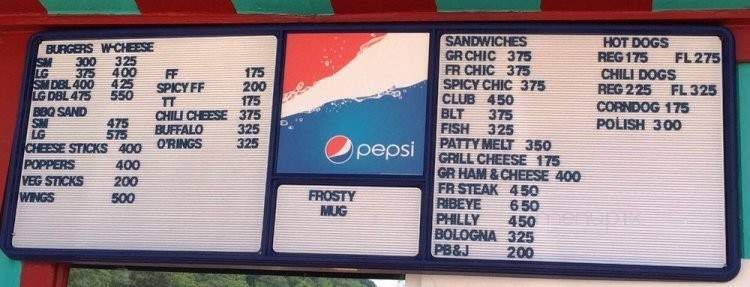 BURGERS W-CHEESE
SM 300 325
LG 375 400
SM DBL 400 425
LG DBL 475 550
BBQ SAND
SM 475
LG 575
CHEESE STICKS 400
POPPERS 400
VEG STICKS 200
WINGS 500
FF 175
SPICY FF 200
TT 175
CHILI CHEESE 375
BUFFALO 325
O'RINGS 325
pepsi
FROSTY
MUG
SANDWICHES
GR CHIC 375
FR CHIC 375
SPICY CHIC 375
CLUB 450
BLT 375
FISH 325
PATTY MELT 350
GRILL CHEESE 175
GR HAM & CHEESE 400
FR STEAK 450
RIBEYE 650
PHILLY 450
BOLOGNA 325
PB&J 200
HOT DOGS
REG 175 FL 275
CHILI DOGS
REG 225 FL 325
CORNDOG 175
POLISH 300